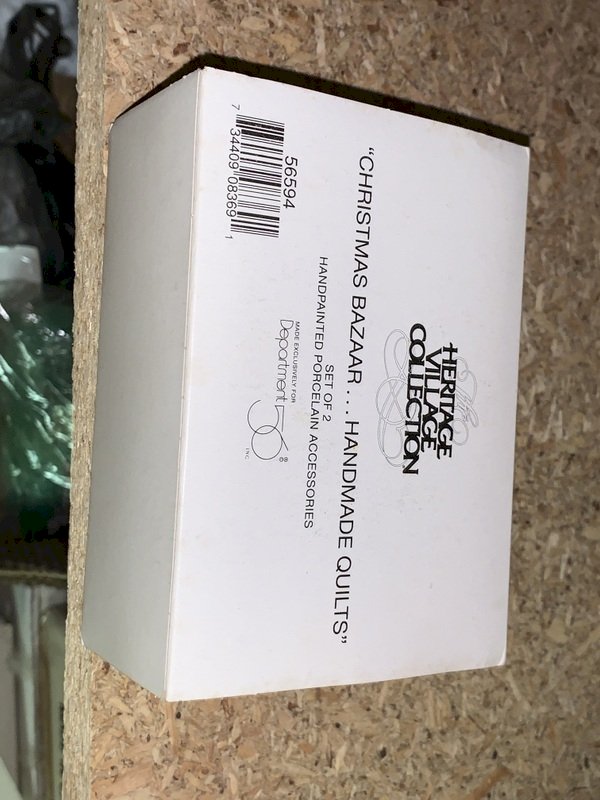 The
HERITAGE
VILLAGE
COLLECTION
"CHRISTMAS BAZAAR... HANDMADE QUILTS"
SET OF 2
HANDPAINTED PORCELAIN ACCESSORIES
MADE EXCLUSIVELY FOR
Department 56®
INC.
56594
7 34409 08369 1